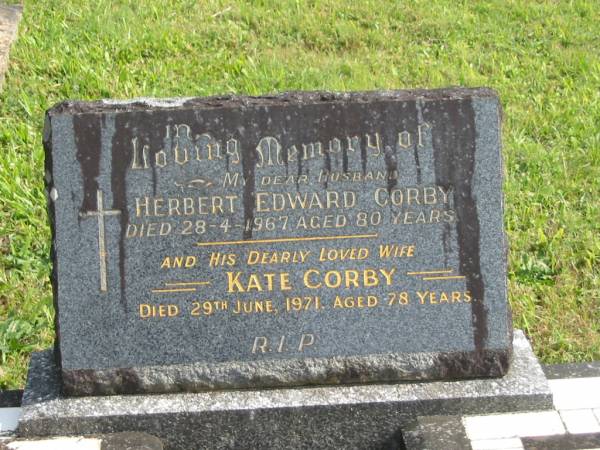 In
Loving Memory of
My Dear Husband
Herbert Edward Corby
Died 28-4-1967 Aged 80 Years
and His Dearly Loved Wife
Kate Corby
Died 29th June, 1971. Aged 78 Years.
R.I.P